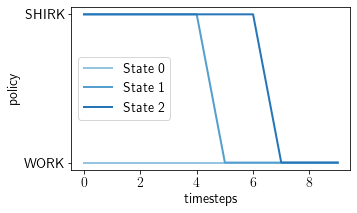 SHIRK
State 0
State 1
State 2
policy
WORK
0 2 4 6 8
timesteps